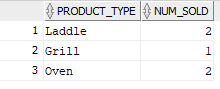 PRODUCT_TYPE NUM_SOLD
1 Laddle 2
2 Grill 1
3 Oven 2